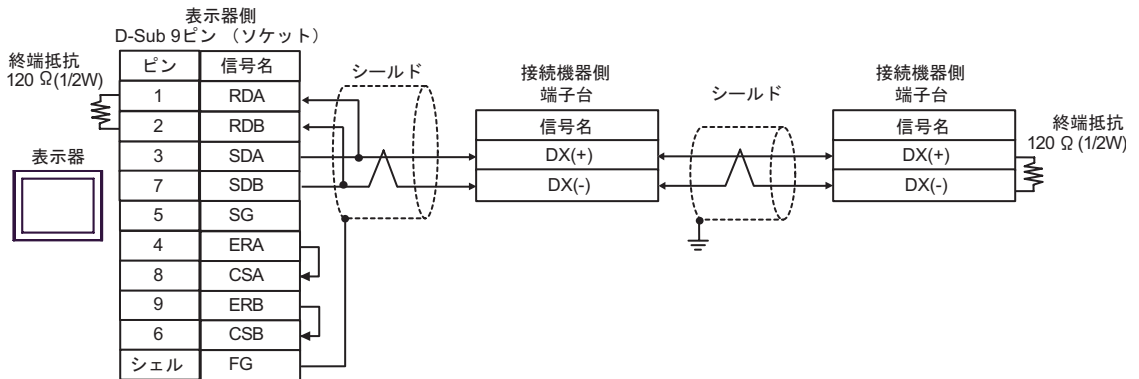 表示器側
D-Sub 9ピン （ソケット）
終端抵抗
120 Ω(1/2W)
表示器
ピン 信号名
1 RDA
2 RDB
3 SDA
7 SDB
5 SG
4 ERA
8 CSA
9 ERB
6 CSB
シェル FG
シールド
接続機器側
端子台
信号名
DX(+)
DX(-)
シールド
接続機器側
端子台
信号名
DX(+)
DX(-)
終端抵抗
120 Ω (1/2W)